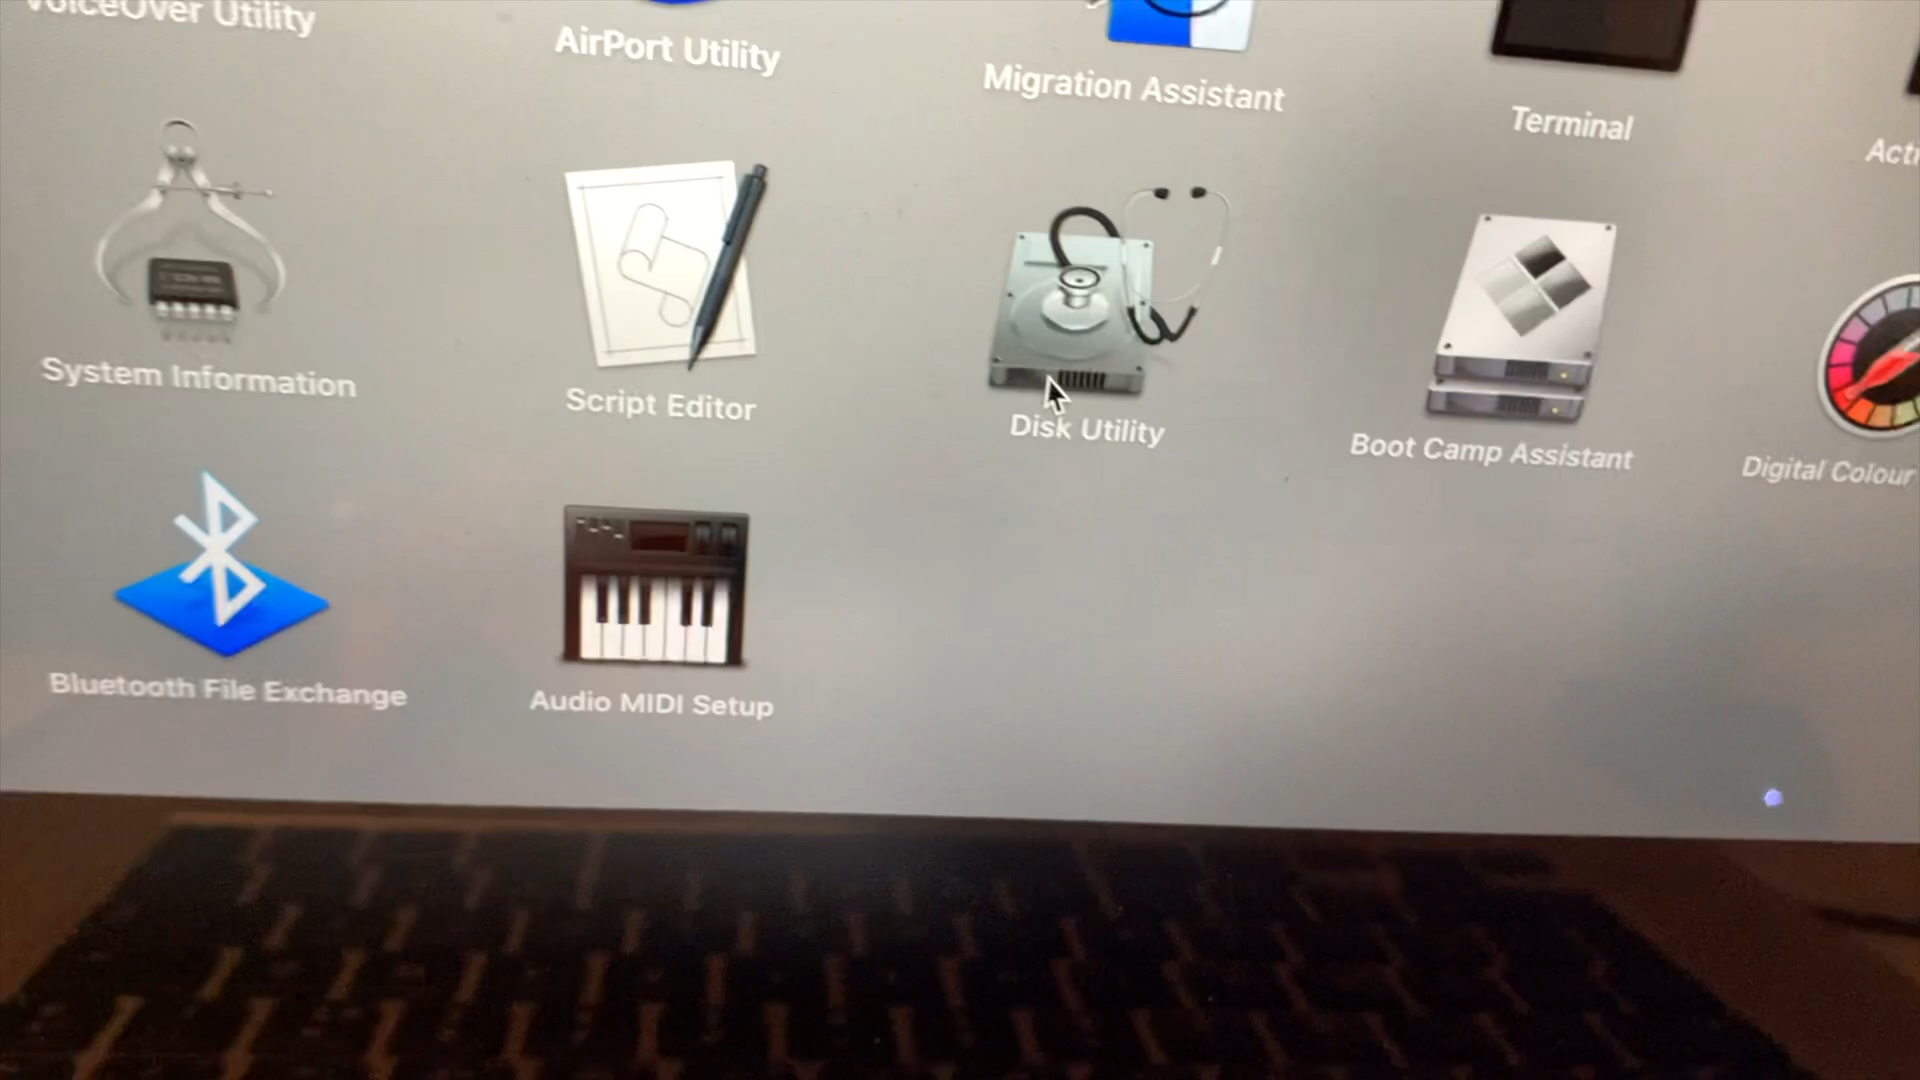 VoiceOver Utility
AirPort Utility
Migration Assistant
Terminal
System Information
Script Editor
Disk Utility
Boot Camp Assistant
Digital Colour
Bluetooth File Exchange
Audio MIDI Setup